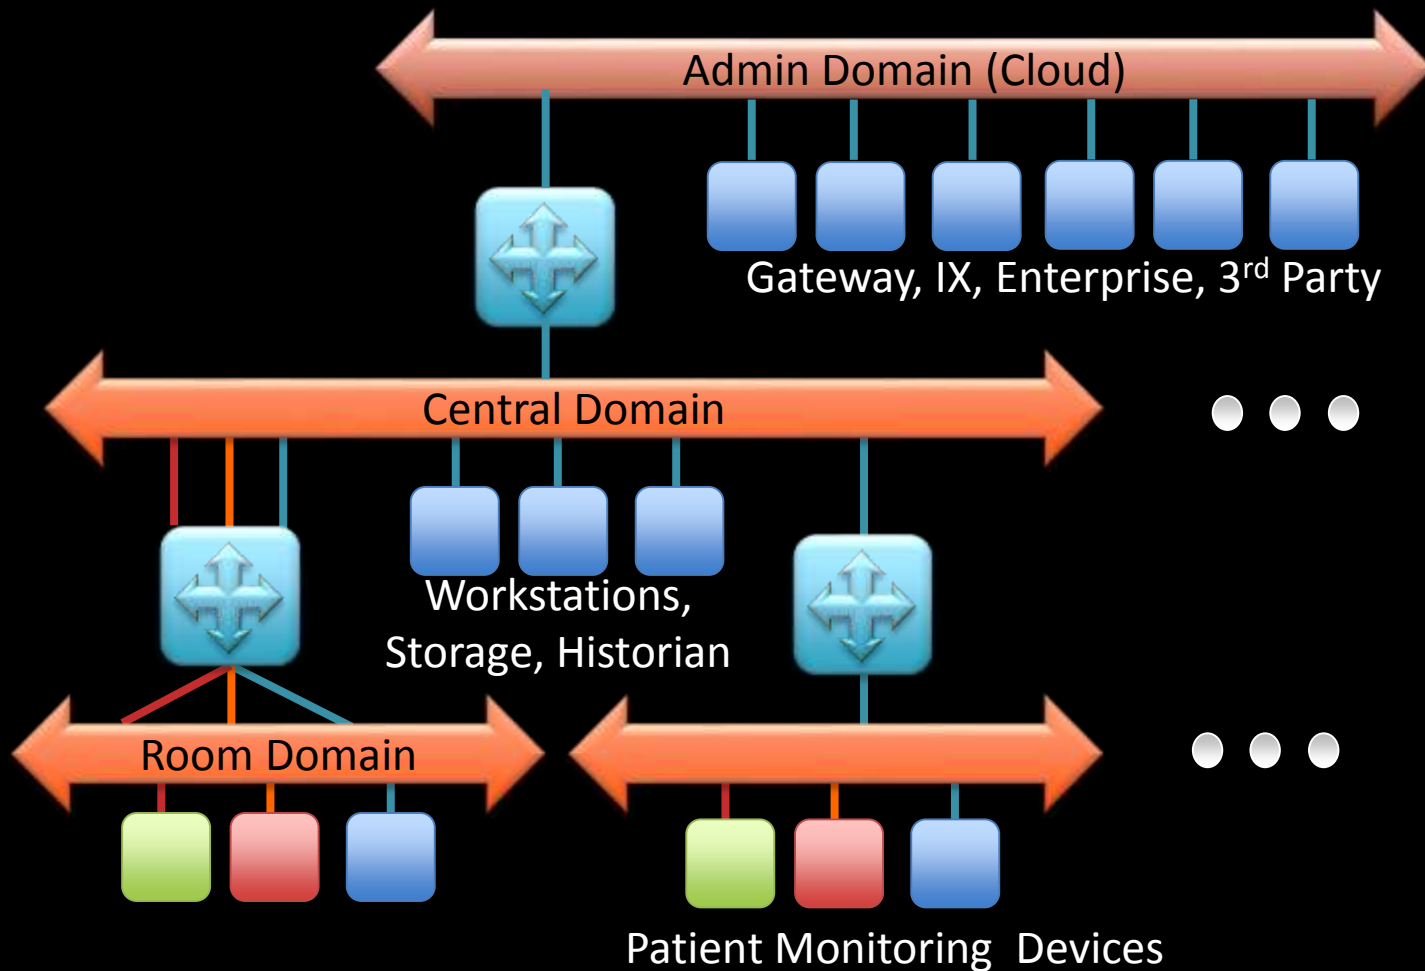 Admin Domain (Cloud)
Gateway, IX, Enterprise, 3rd Party
Central Domain
Workstations,
Storage, Historian
Room Domain
Patient Monitoring Devices